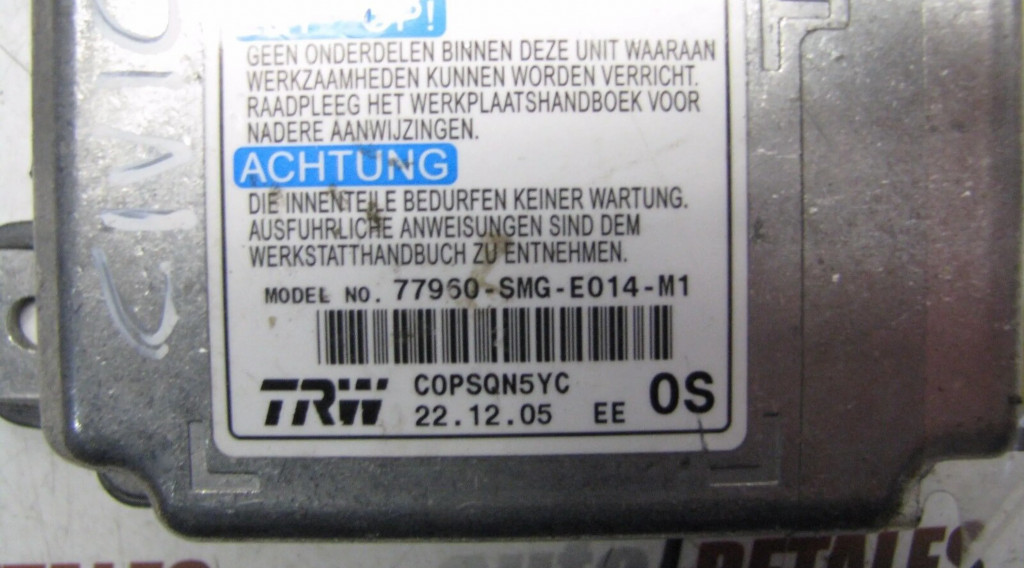 GEEN ONDERDELEN BINNEN DEZE UNIT WAARAAN
WERKZAAMHEDEN KUNNEN WORDEN VERRICHT.
RAADPLEEG HET WERKPLAATSHANDBOEK VOOR
NADERE AANWIJZINGEN.
ACHTUNG
DIE INNENTEILE BEDURFEN KEINER WARTUNG.
AUSFUHRLICHE ANWEISUNGEN SIND DEM
WERKSTATTHANDBUCH ZU ENTNEHMEN.
MODEL NO. 77960-SMG-E014-M1
TRW COPSQN5YC
22.12.05 EE 0S
CIVIC